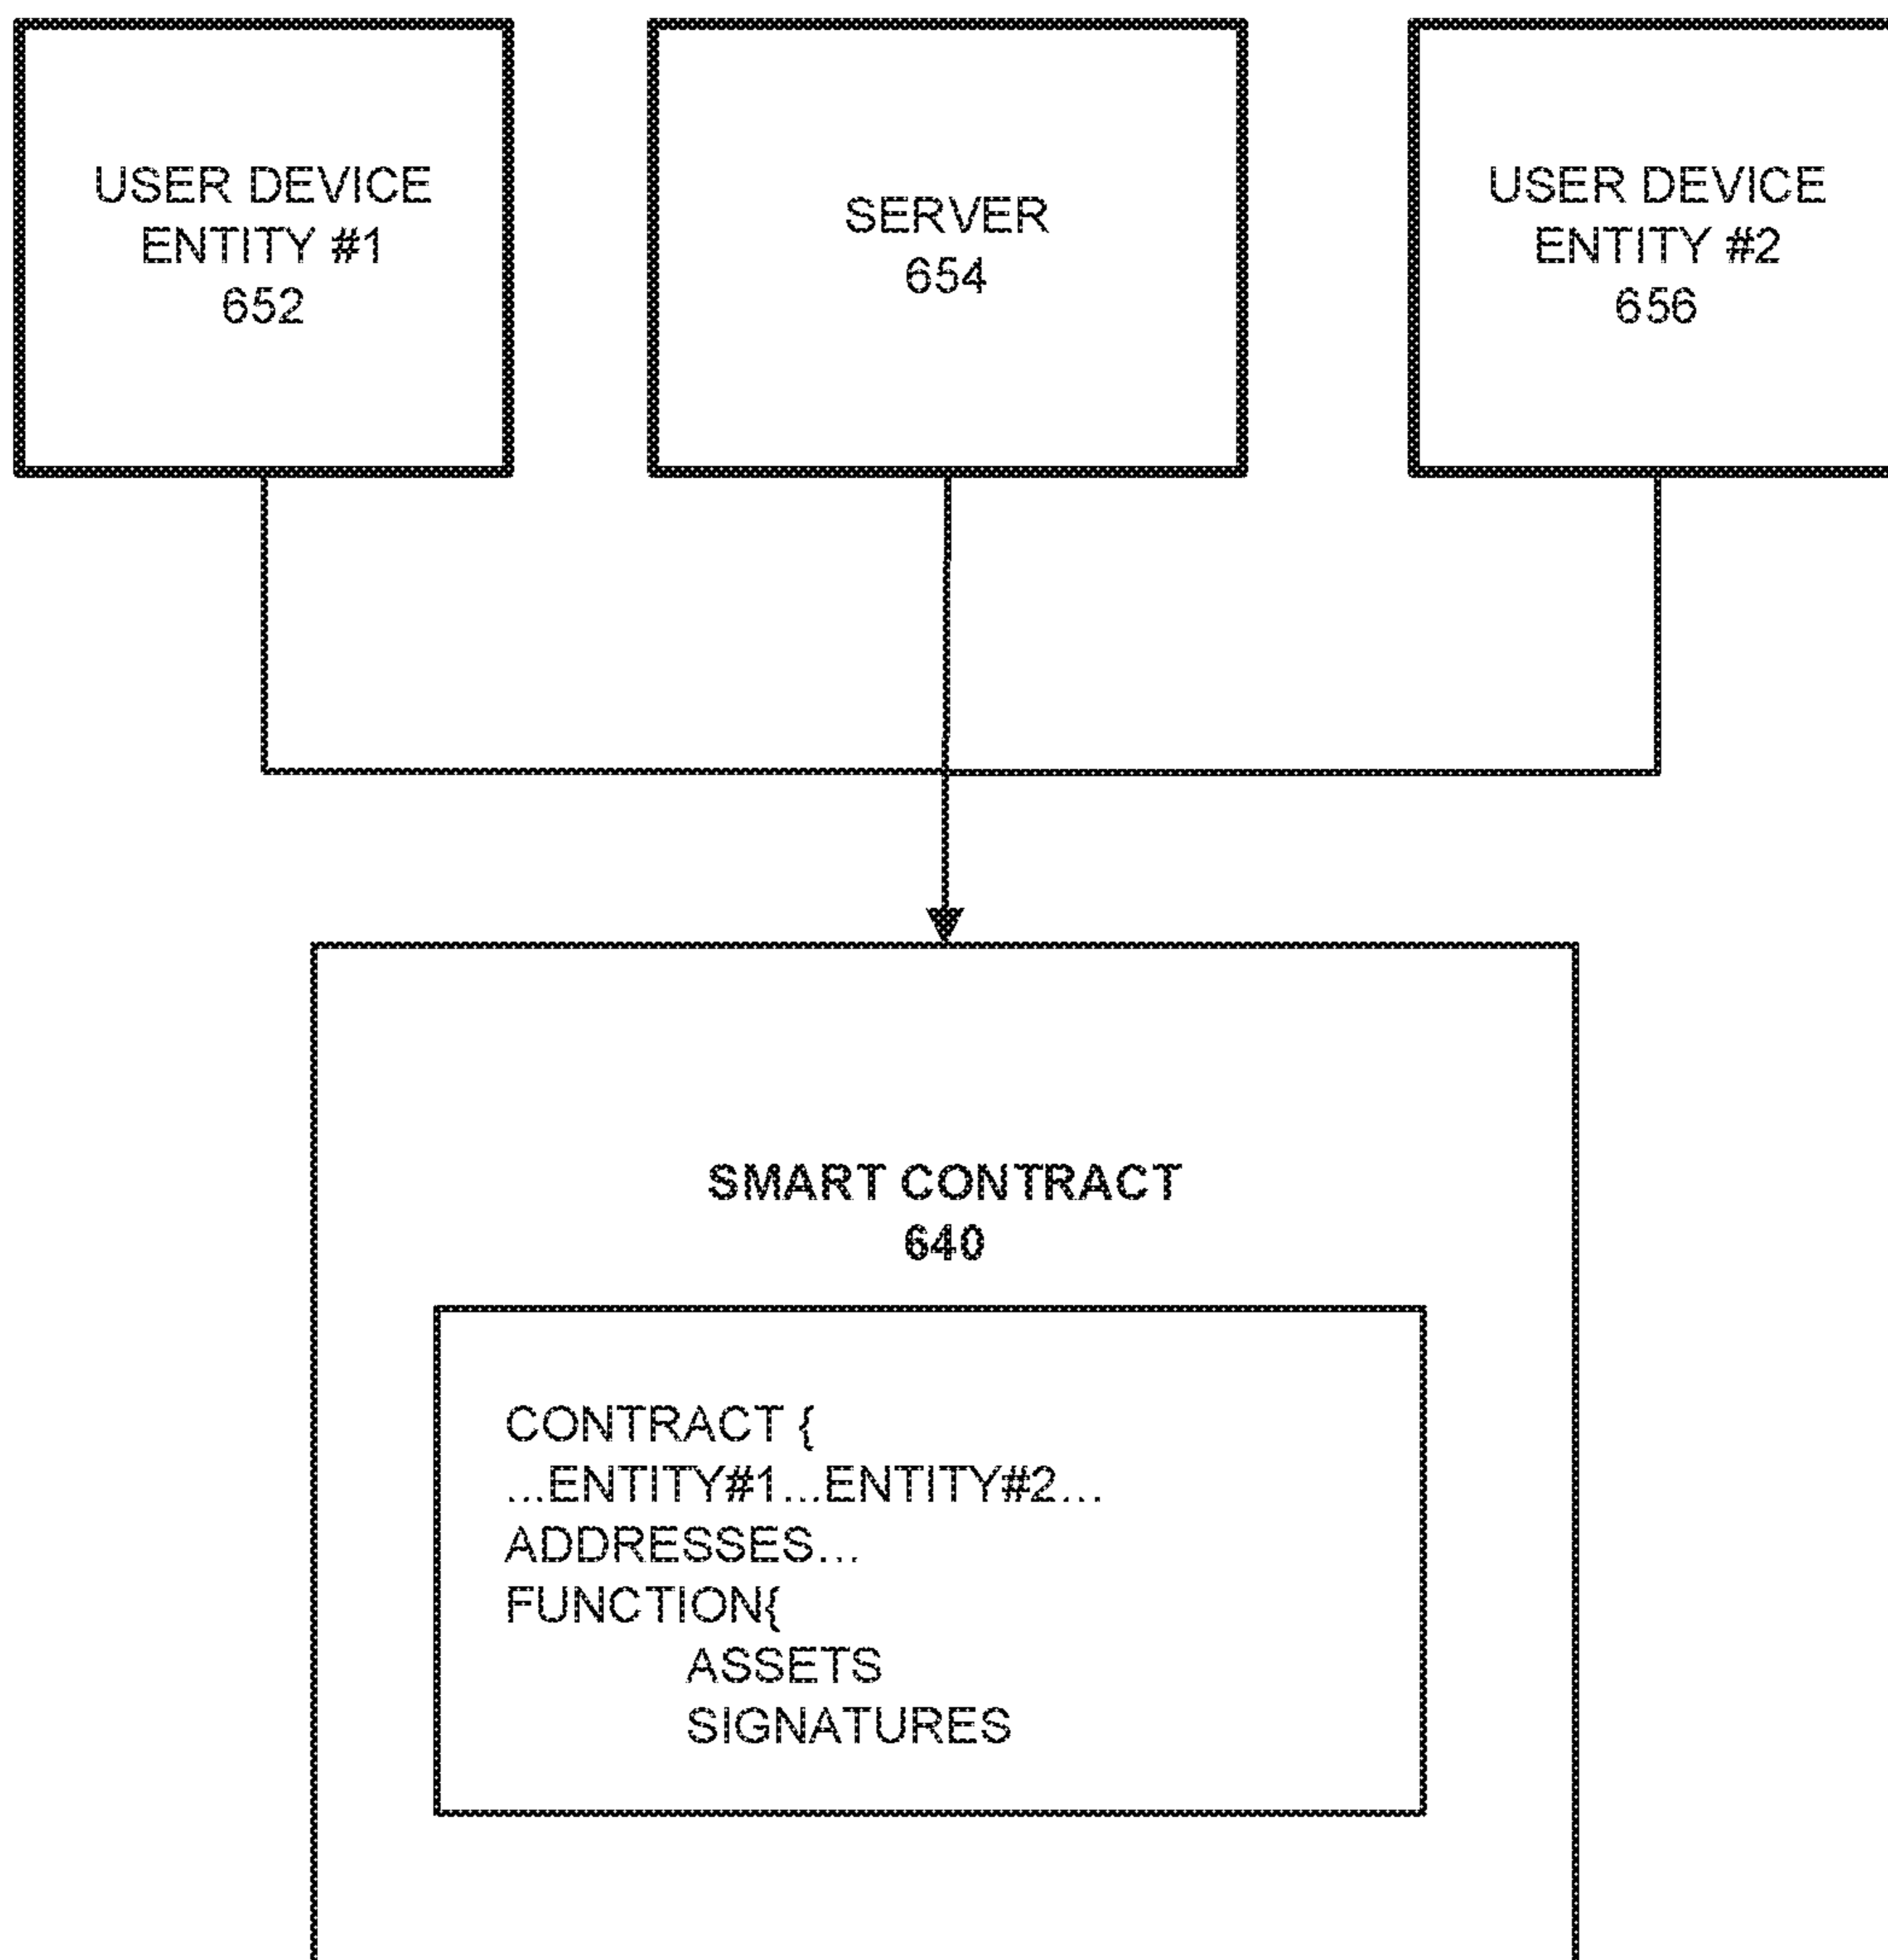 USER DEVICE
ENTITY #1
652
SERVER
654
USER DEVICE
ENTITY #2
656
SMART CONTRACT
640
CONTRACT {
...ENTITY#1...ENTITY#2...
ADDRESSES...
FUNCTION{
ASSETS
SIGNATURES